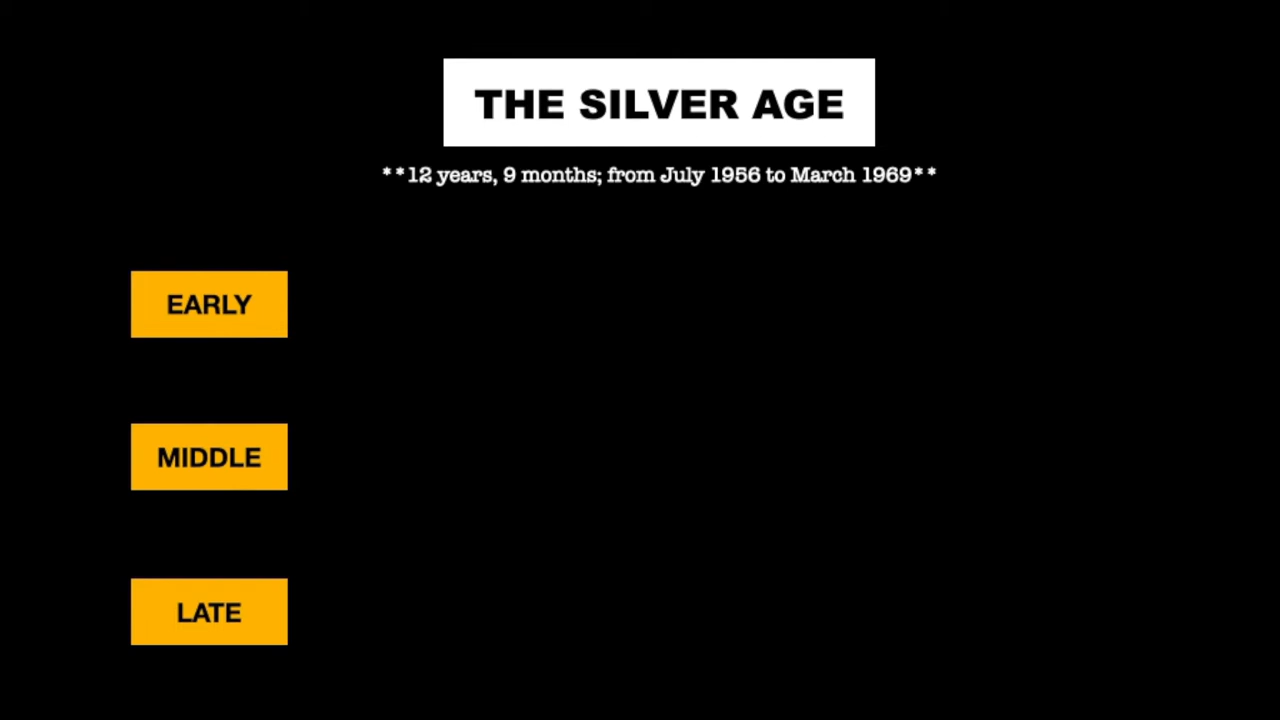 THE SILVER AGE
**12 years, 9 months; from July 1956 to March 1969**
EARLY
MIDDLE
LATE